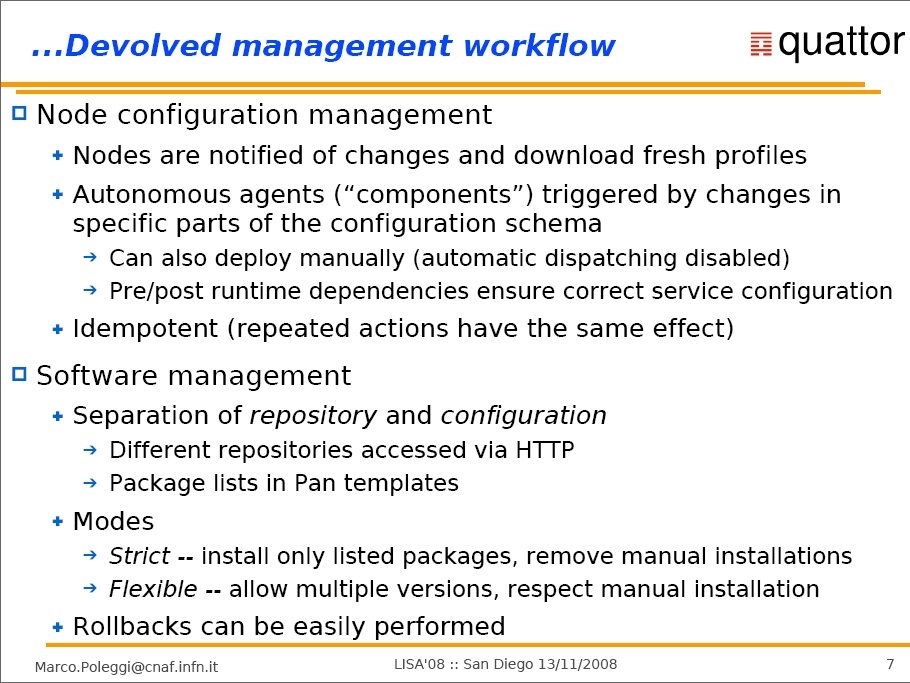 ...Devolved management workflow
quattor
Node configuration management
Nodes are notified of changes and download fresh profiles
Autonomous agents (“components”) triggered by changes in
specific parts of the configuration schema
Can also deploy manually (automatic dispatching disabled)
Pre/post runtime dependencies ensure correct service configuration
Idempotent (repeated actions have the same effect)
Software management
Separation of repository and configuration
Different repositories accessed via HTTP
Package lists in Pan templates
Modes
Strict -- install only listed packages, remove manual installations
Flexible -- allow multiple versions, respect manual installation
Rollbacks can be easily performed
Marco.Poleggi@cnaf.infn.it
LISA'08 :: San Diego 13/11/2008
7